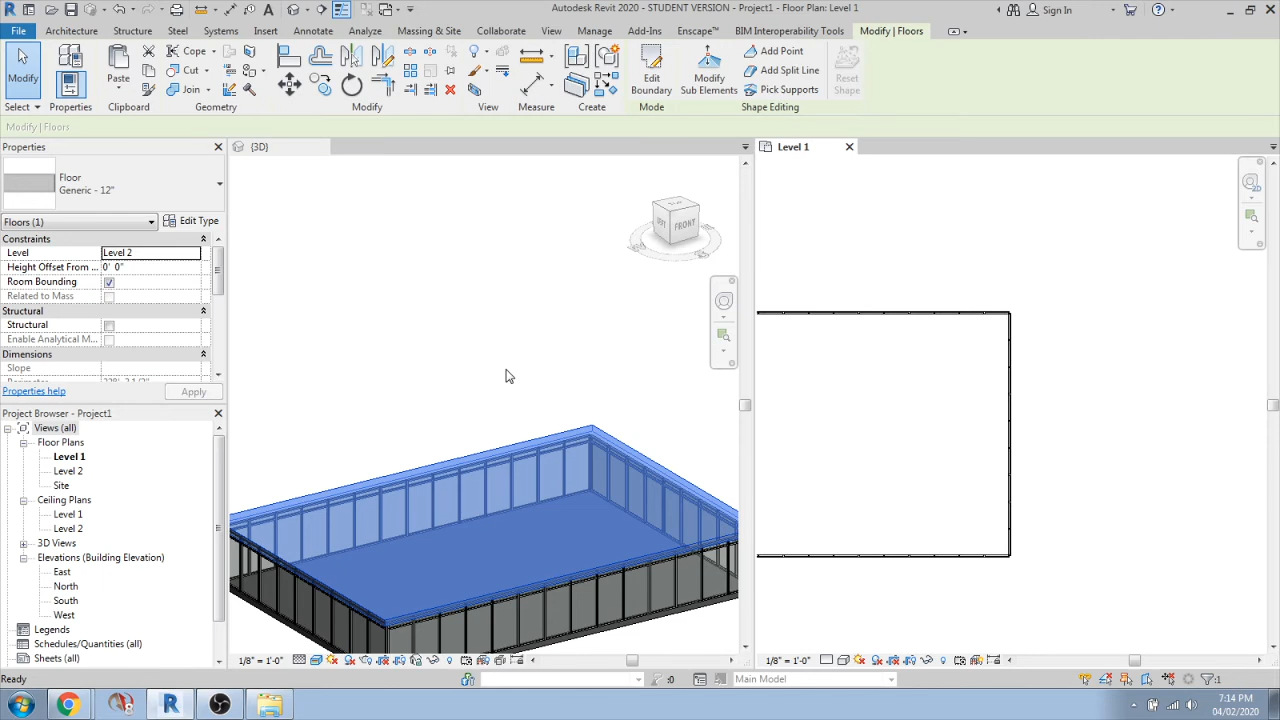 Autodesk Revit 2020 - STUDENT VERSION - Project1 - Floor Plan: Level 1
Sign In
File Architecture Structure Steel Systems Insert Annotate Analyze Massing & Site Collaborate View Manage Add-Ins Enscape™ BIM Interoperability Tools Modify | Floors
Modify
Select
Properties
Paste
Clipboard
Cope
Cut
Join
Geometry
Modify
View
Measure
Create
Edit
Boundary
Mode
Modify
Sub Elements
Add Point
Add Split Line
Pick Supports
Shape Editing
Reset
Shape
Modify | Floors
Properties
Floor
Generic - 12"
Floors (1)
Edit Type
Constraints
Level Level 2
Height Offset From ... 0' 0"
Room Bounding
Related to Mass
Structural
Structural
Enable Analytical M...
Dimensions
Slope
Properties help
Apply
Project Browser - Project1
Views (all)
Floor Plans
Level 1
Level 2
Site
Ceiling Plans
Level 1
Level 2
3D Views
Elevations (Building Elevation)
East
North
South
West
Legends
Schedules/Quantities (all)
Sheets (all)
{3D}
FRONT
1/8" = 1'-0"
Level 1
2D
1/8" = 1'-0"
Ready
:0
Main Model
:1
7:14 PM
04/02/2020